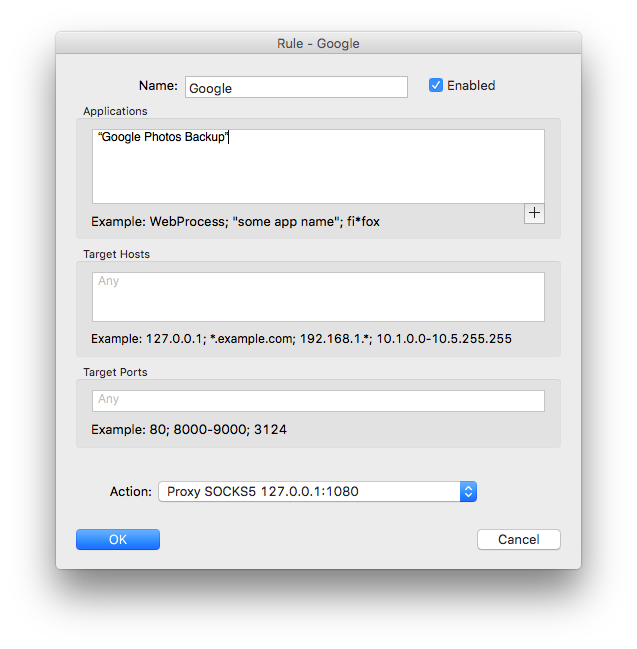 Rule - Google
Name: Google Enabled
Applications
“Google Photos Backup”
Example: WebProcess; "some app name"; fi*fox
Target Hosts
Any
Example: 127.0.0.1; *.example.com; 192.168.1.*; 10.1.0.0-10.5.255.255
Target Ports
Any
Example: 80; 8000-9000; 3124
Action: Proxy SOCKS5 127.0.0.1:1080
OK Cancel